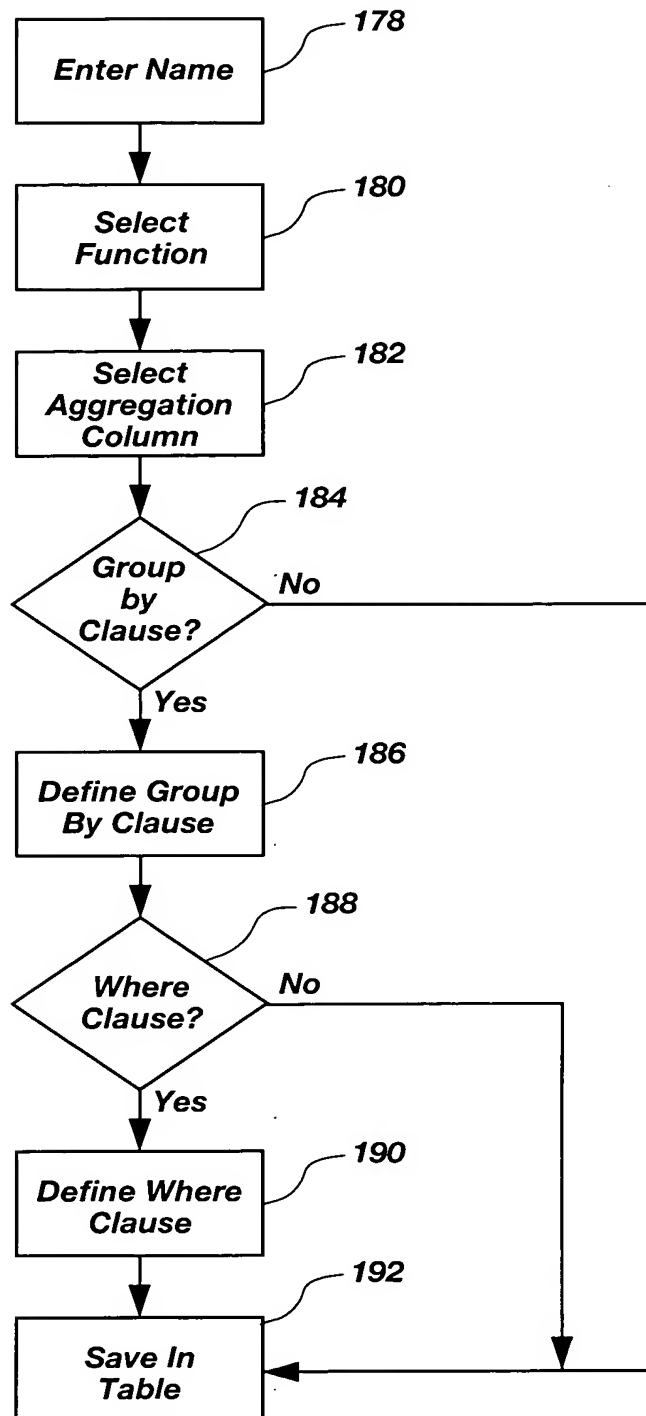 178
Enter Name
180
Select
Function
182
Select
Aggregation
Column
184
Group
by
Clause?
No
Yes
186
Define Group
By Clause
188
Where
Clause?
No
Yes
190
Define Where
Clause
192
Save In
Table